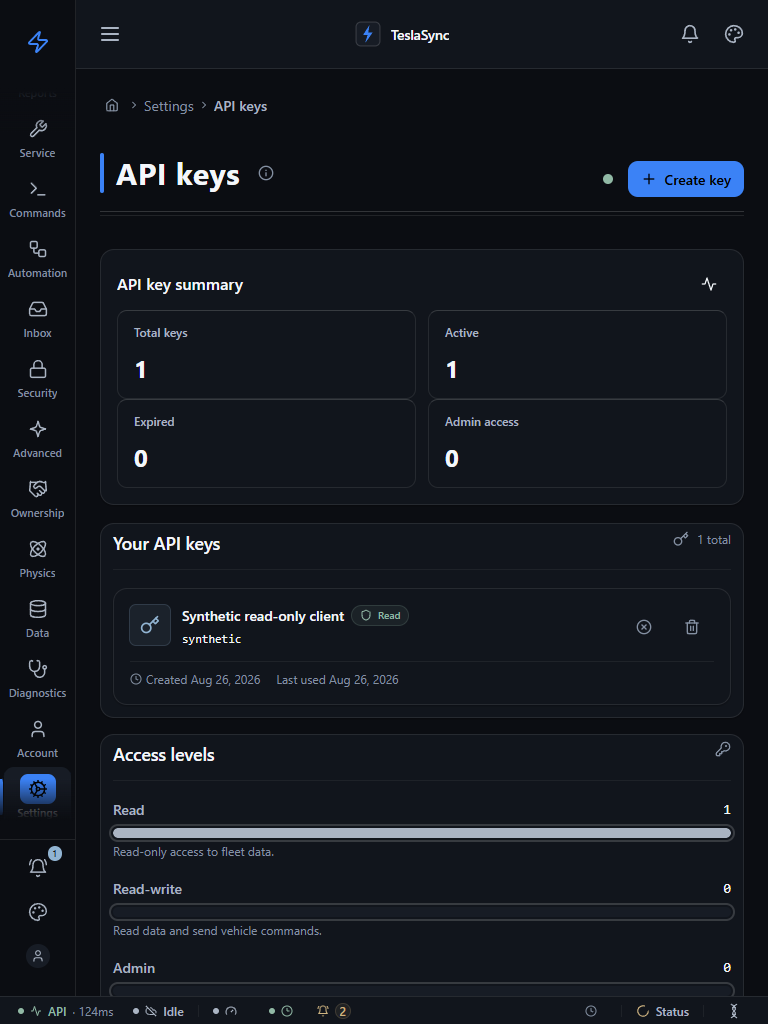 TeslaSync
Reports
Service
Commands
Automation
Inbox
Security
Advanced
Ownership
Physics
Data
Diagnostics
Account
Settings
1
Settings
API keys
API keys
Create key
API key summary
Total keys
1
Active
1
Expired
0
Admin access
0
Your API keys
1 total
Synthetic read-only client
Read
synthetic
Created Aug 26, 2026
Last used Aug 26, 2026
Access levels
Read
1
Read-only access to fleet data.
Read-write
0
Read data and send vehicle commands.
Admin
0
API · 124ms
Idle
2
Status